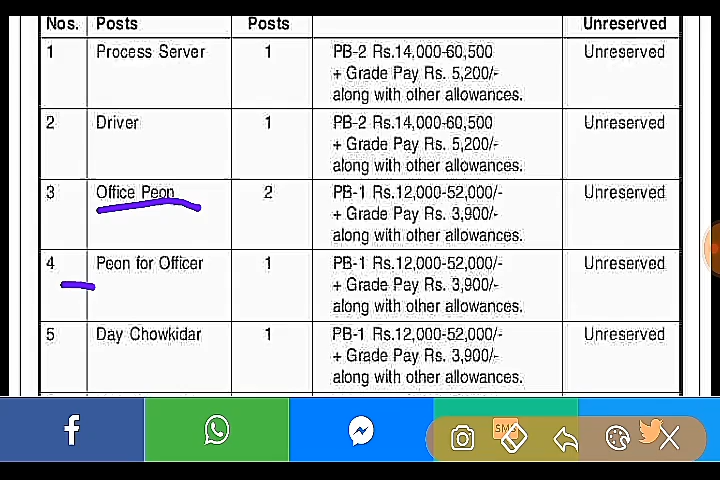 Nos. Posts Posts Unreserved
1 Process Server 1 PB-2 Rs.14,000-60,500 Unreserved
+ Grade Pay Rs. 5,200/-
along with other allowances.
2 Driver 1 PB-2 Rs.14,000-60,500 Unreserved
+ Grade Pay Rs. 5,200/-
along with other allowances.
3 Office Peon 2 PB-1 Rs.12,000-52,000/- Unreserved
+ Grade Pay Rs. 3,900/-
along with other allowances.
4 Peon for Officer 1 PB-1 Rs.12,000-52,000/- Unreserved
+ Grade Pay Rs. 3,900/-
along with other allowances.
5 Day Chowkidar 1 PB-1 Rs.12,000-52,000/- Unreserved
+ Grade Pay Rs. 3,900/-
along with other allowances.
SMS